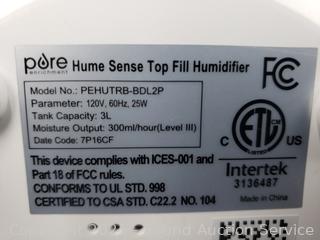 pure enrichment Hume Sense Top Fill Humidifier
FC
Model No.: PEHUTRB-BDL2P
Parameter: 120V, 60Hz, 25W
Tank Capacity: 3L
Moisture Output: 300ml/hour(Level III)
Date Code: 7P16CF
C ETL US
LISTED
Intertek
3136487
This device complies with ICES-001 and
Part 18 of FCC rules.
CONFORMS TO UL STD. 998
CERTIFIED TO CSA STD. C22.2 NO. 104
Made in China